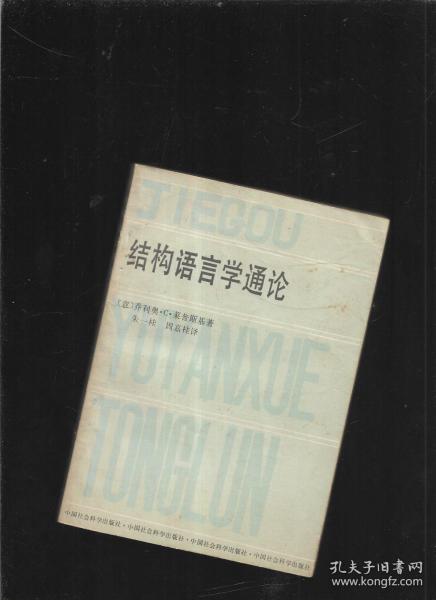 JIEGOU
结构语言学通论
〔意〕乔利奥·C·莱普斯基著
朱一桂 周嘉桂译
YUYANXUE
TONGLUN
中国社会科学出版社·中国社会科学出版社·中国社会科学出版社·中国社会科学出版社
孔夫子旧书网
www.kongfz.com